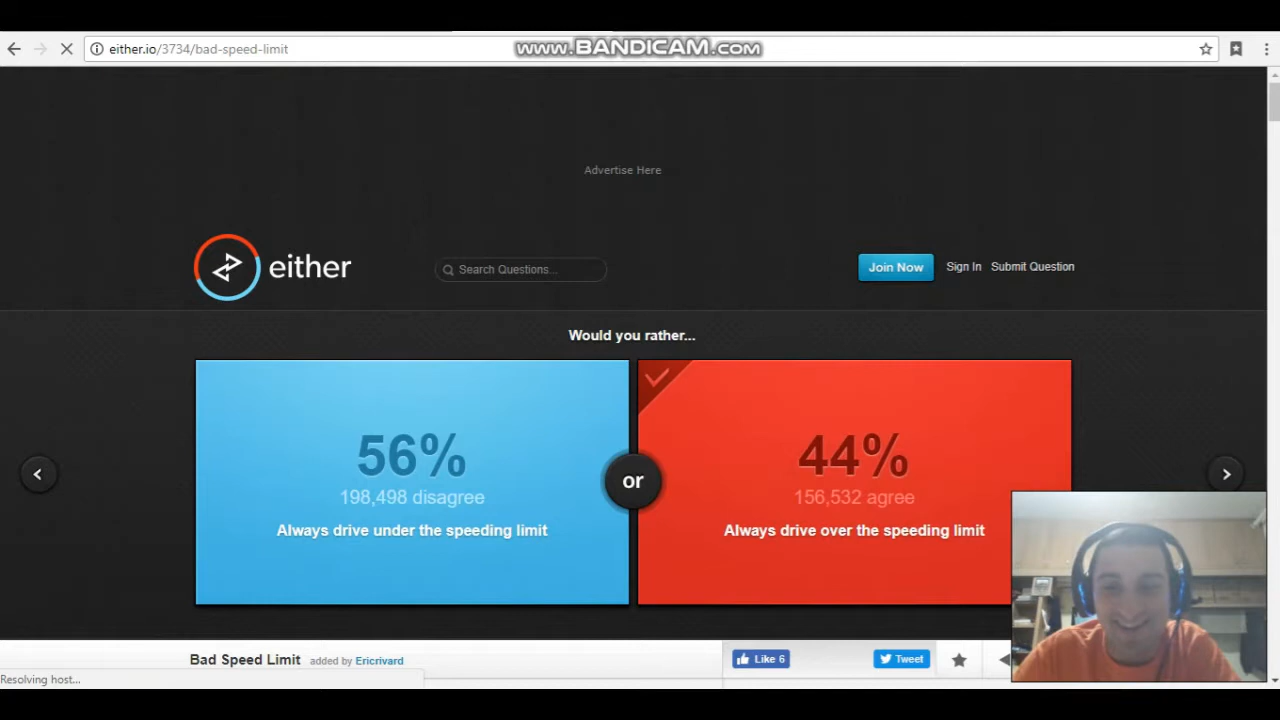 either.io/3734/bad-speed-limit
www.BANDICAM.com
Advertise Here
either
Search Questions...
Join Now
Sign In
Submit Question
Would you rather...
56%
198,498 disagree
Always drive under the speeding limit
or
44%
156,532 agree
Always drive over the speeding limit
Bad Speed Limit added by Ericrivard
Like 6
Tweet
Resolving host...